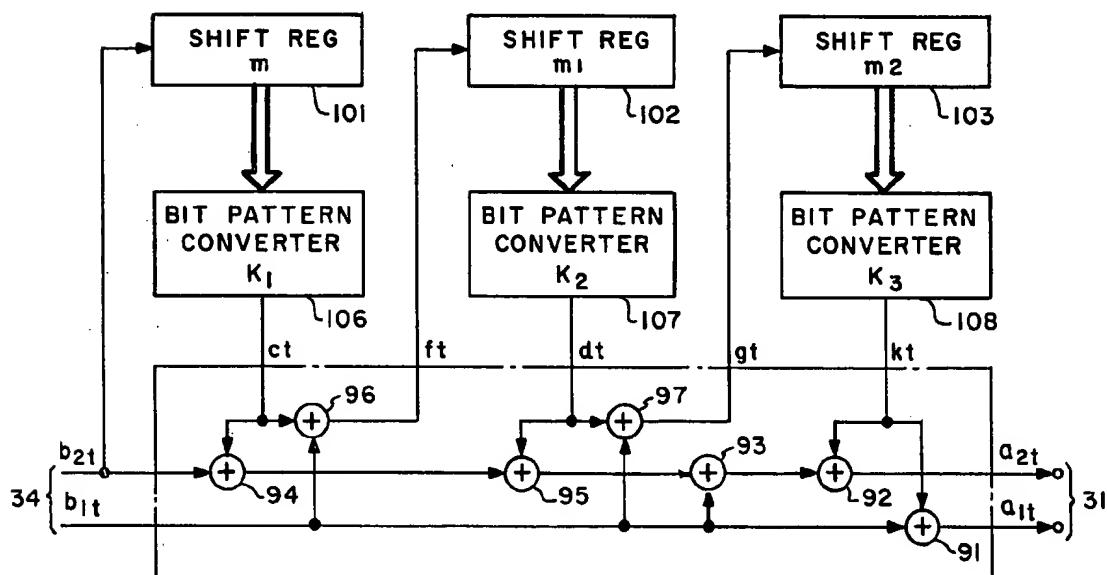 SHIFT REG
m
101
SHIFT REG
m1
102
SHIFT REG
m2
103
BIT PATTERN
CONVERTER
K1
106
BIT PATTERN
CONVERTER
K2
107
BIT PATTERN
CONVERTER
K3
108
ct
ft
dt
gt
kt
96
97
93
b2t
94
95
92
a2t
34
b1t
31
a1t
91